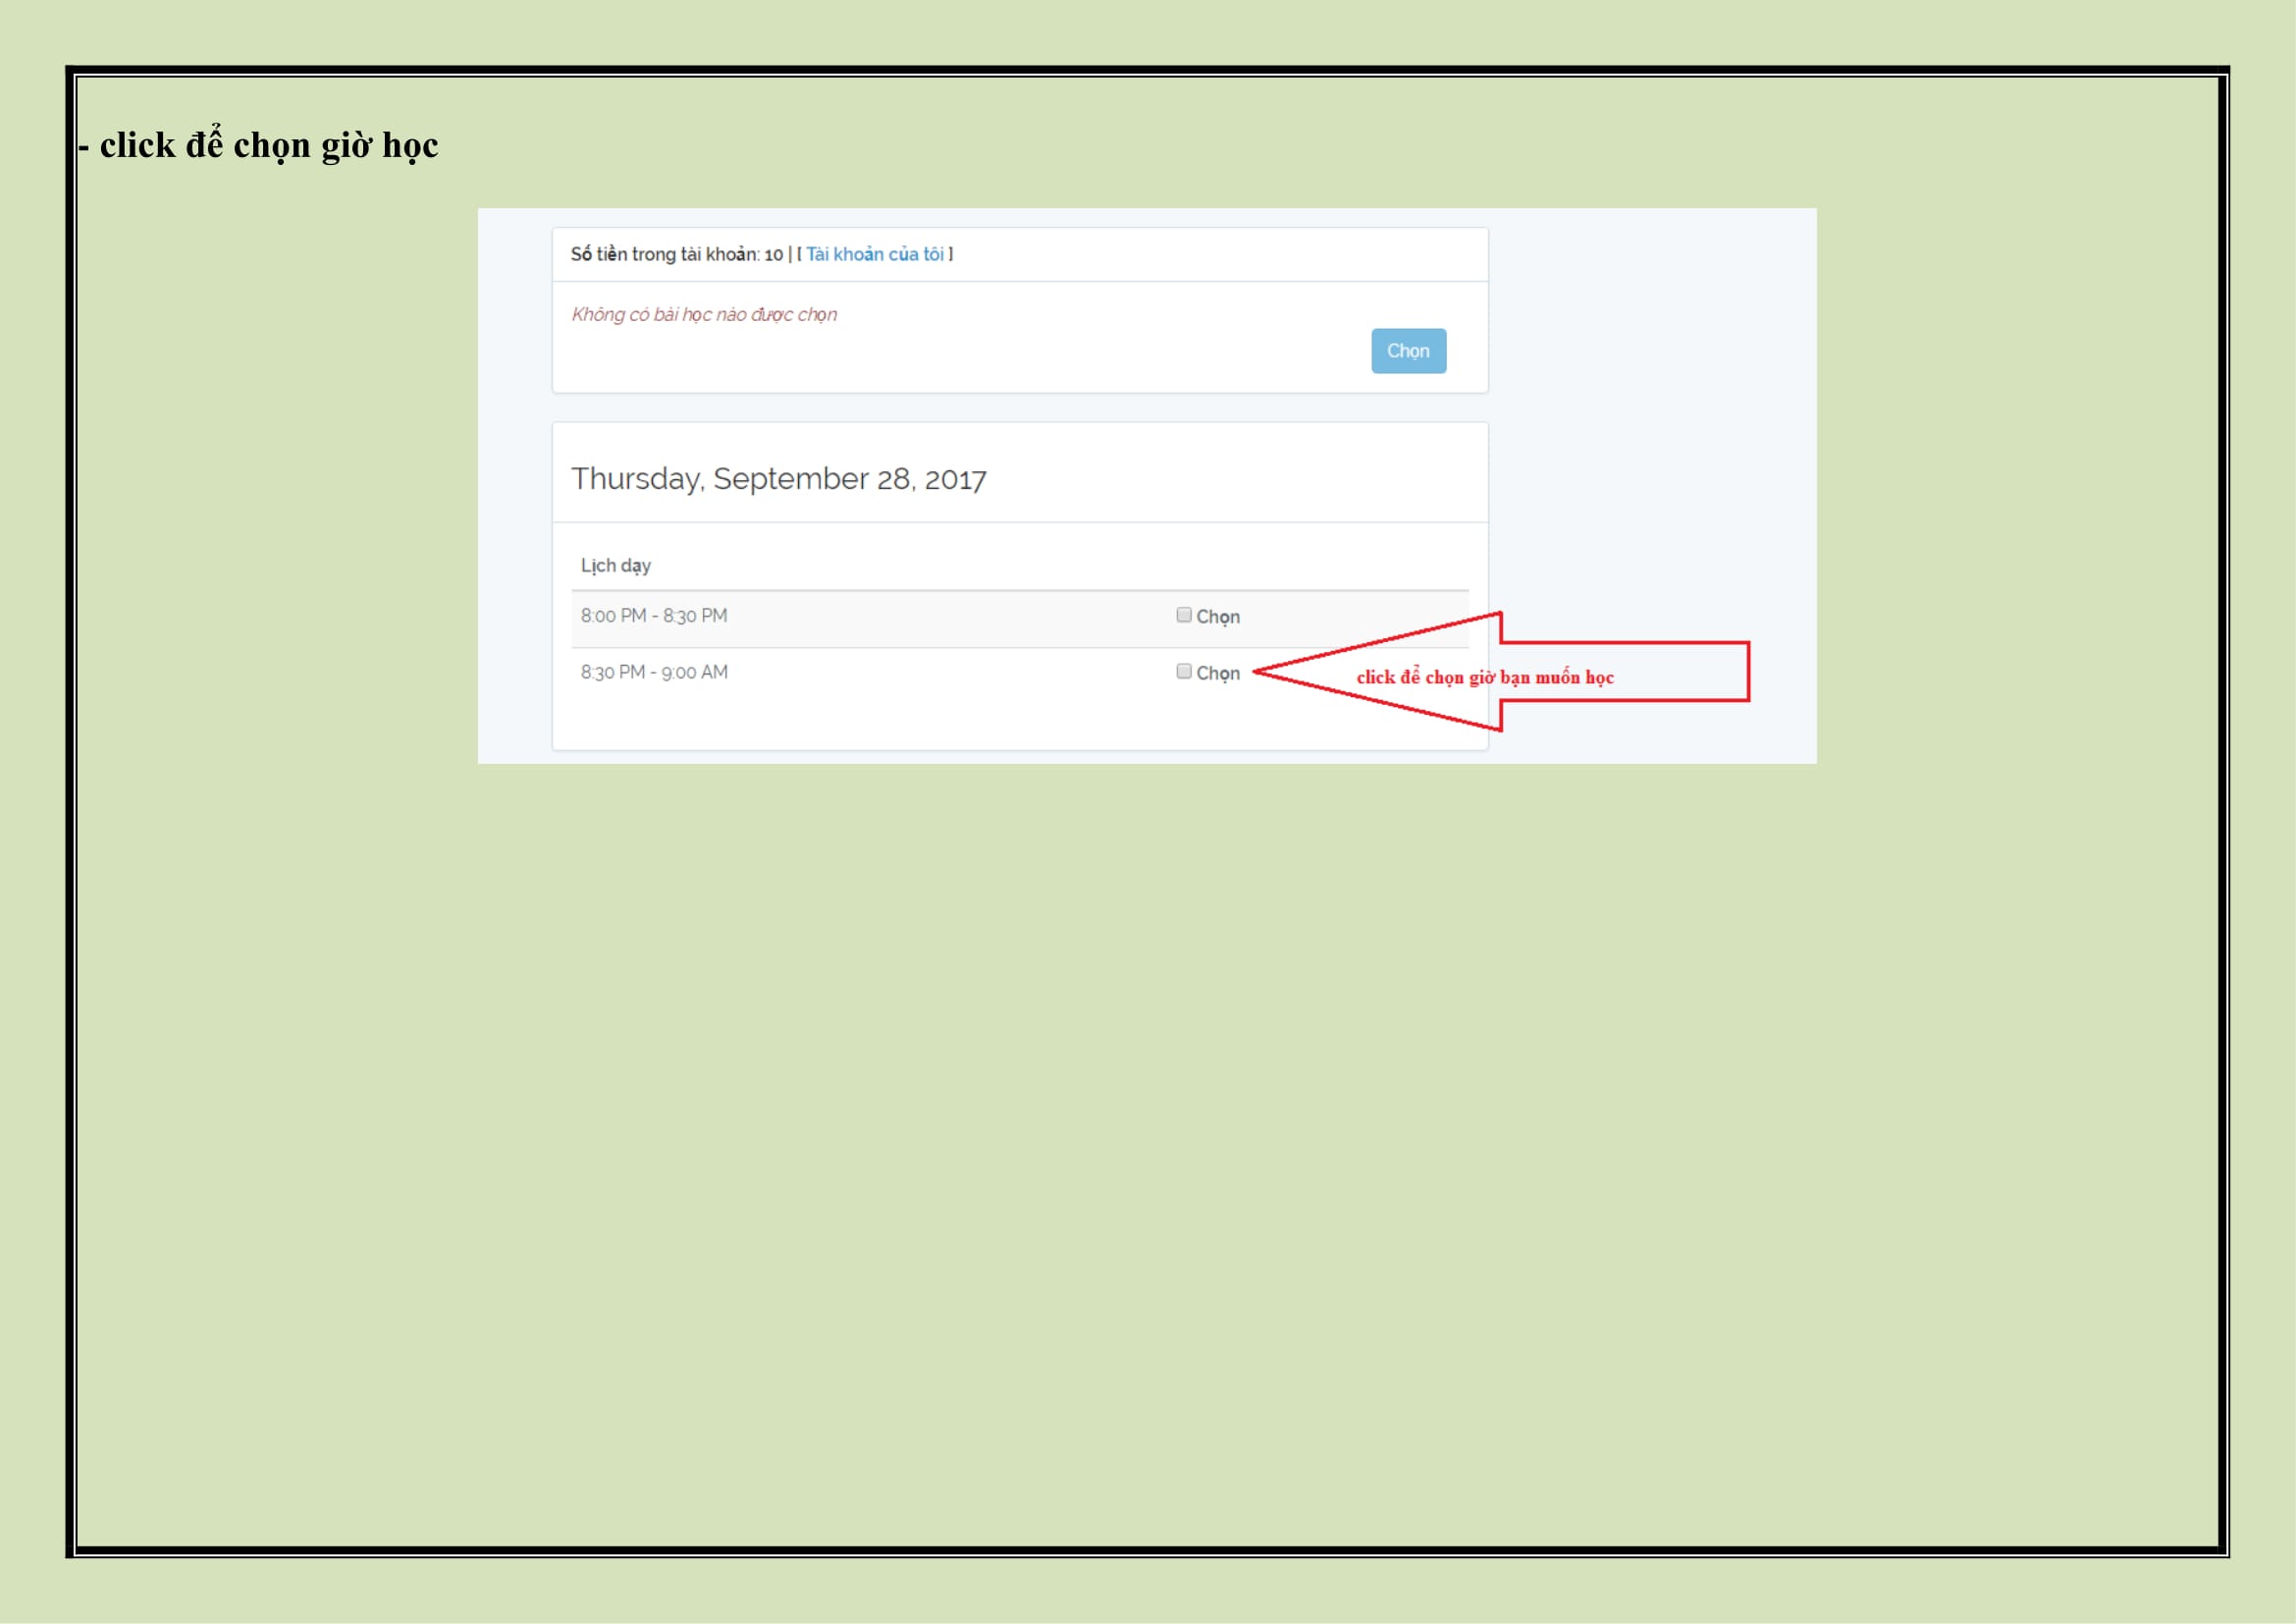 - click để chọn giờ học
Số tiền trong tài khoản: 10 | [ Tài khoản của tôi ]
Không có bài học nào được chọn
Chọn
Thursday, September 28, 2017
Lịch dạy
8:00 PM - 8:30 PM Chọn
8:30 PM - 9:00 AM Chọn
click để chọn giờ bạn muốn học